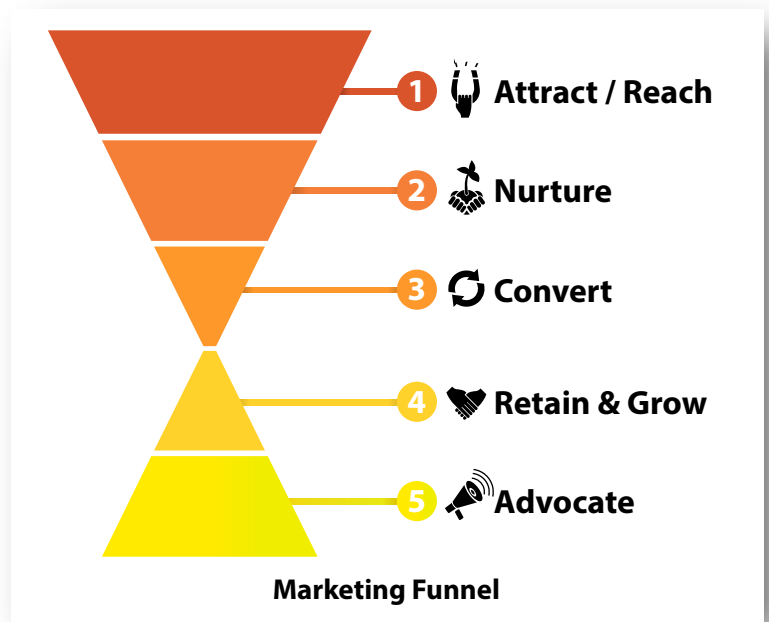 1 Attract / Reach
2 Nurture
3 Convert
4 Retain & Grow
5 Advocate
Marketing Funnel